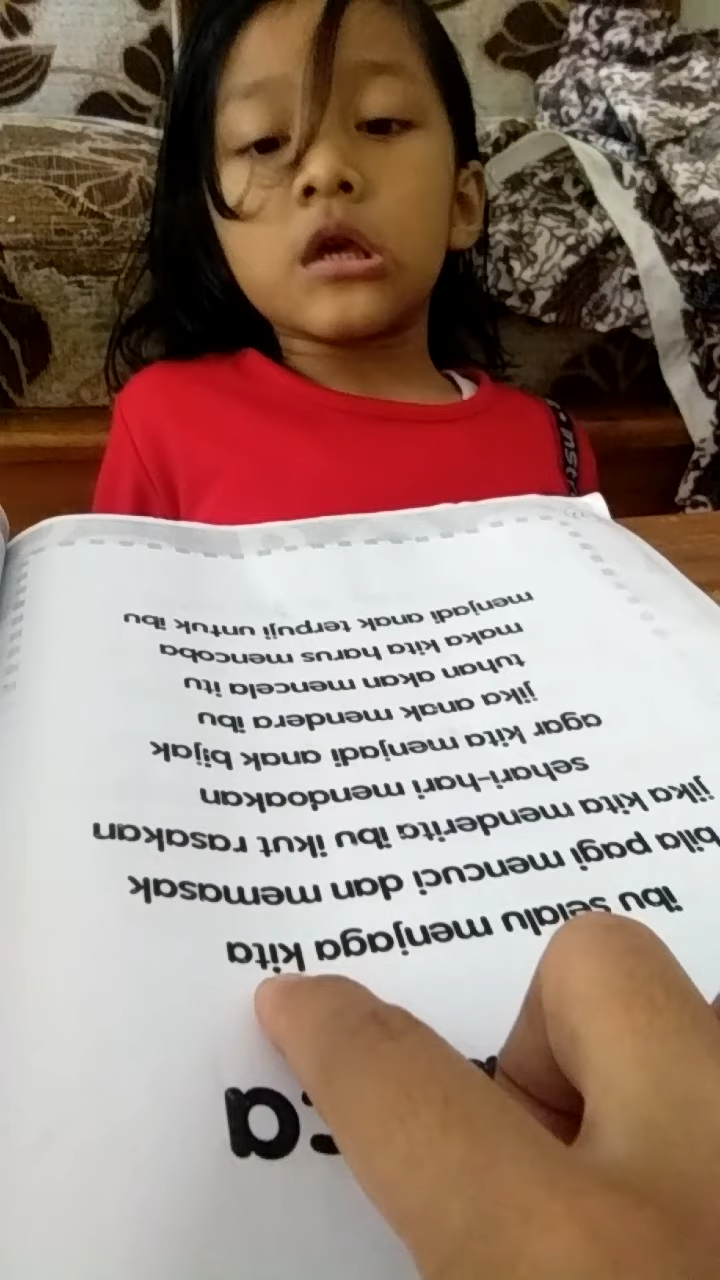 ibu selalu menjaga kita
bila pagi mencuci dan memasak
jika kita menderita ibu ikut rasakan
sehari-hari mendoakan
agar kita menjadi anak bijak
jika anak mendera ibu
tuhan akan mencela itu
maka kita harus mencoba
menjadi anak terpuji untuk ibu